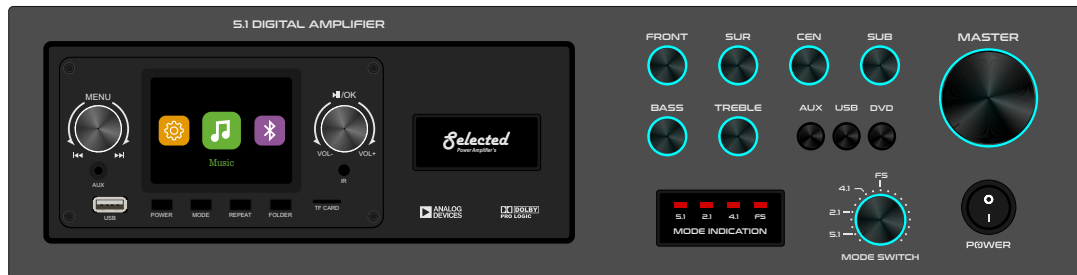 5.1 DIGITAL AMPLIFIER
MENU
/OK
VOL-
VOL+
Music
AUX
IR
USB
POWER
MODE
REPEAT
FOLDER
TF CARD
Selected
Power Amplifier's
ANALOG
DEVICES
DOLBY
PRO LOGIC
FRONT
SUR
CEN
SUB
BASS
TREBLE
AUX
USB
DVD
MASTER
5.1
2.1
4.1
FS
MODE INDICATION
FS
4.1
2.1
5.1
MODE SWITCH
POWER